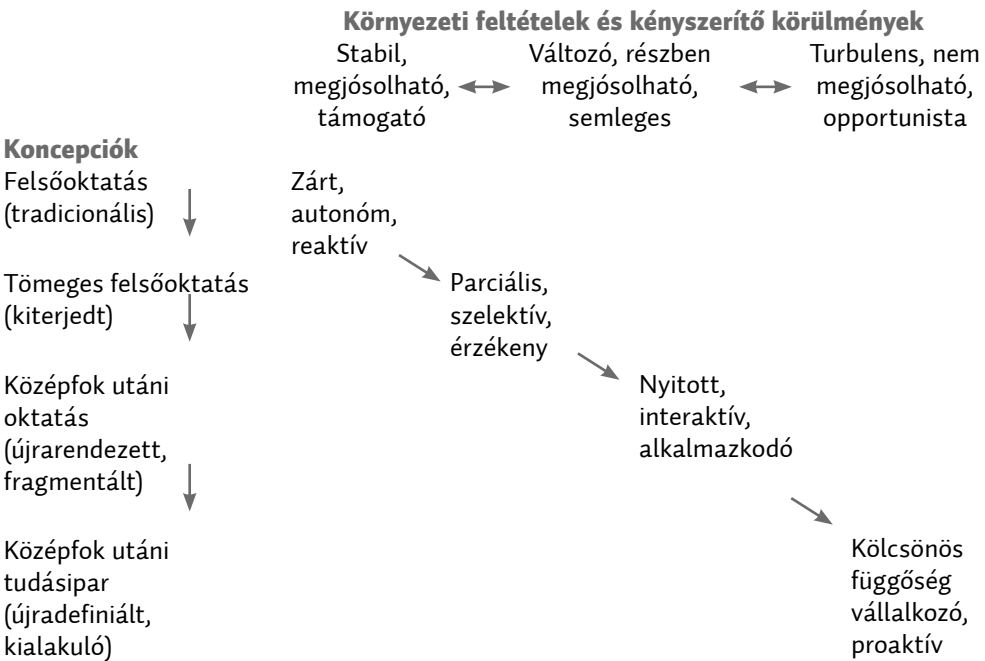 Környezeti feltételek és kényszerítő körülmények
Stabil,
megjósolható,
támogató
Változó, részben
megjósolható,
semleges
Turbulens, nem
megjósolható,
opportunista
Koncepciók
Felsőoktatás
(tradicionális)
Zárt,
autonóm,
reaktív
Tömeges felsőoktatás
(kiterjedt)
Parciális,
szelektív,
érzékeny
Középfok utáni
oktatás
(újrarendezett,
fragmentált)
Nyitott,
interaktív,
alkalmazkodó
Középfok utáni
tudásipar
(újradefiniált,
kialakuló)
Kölcsönös
függőség
vállalkozó,
proaktív